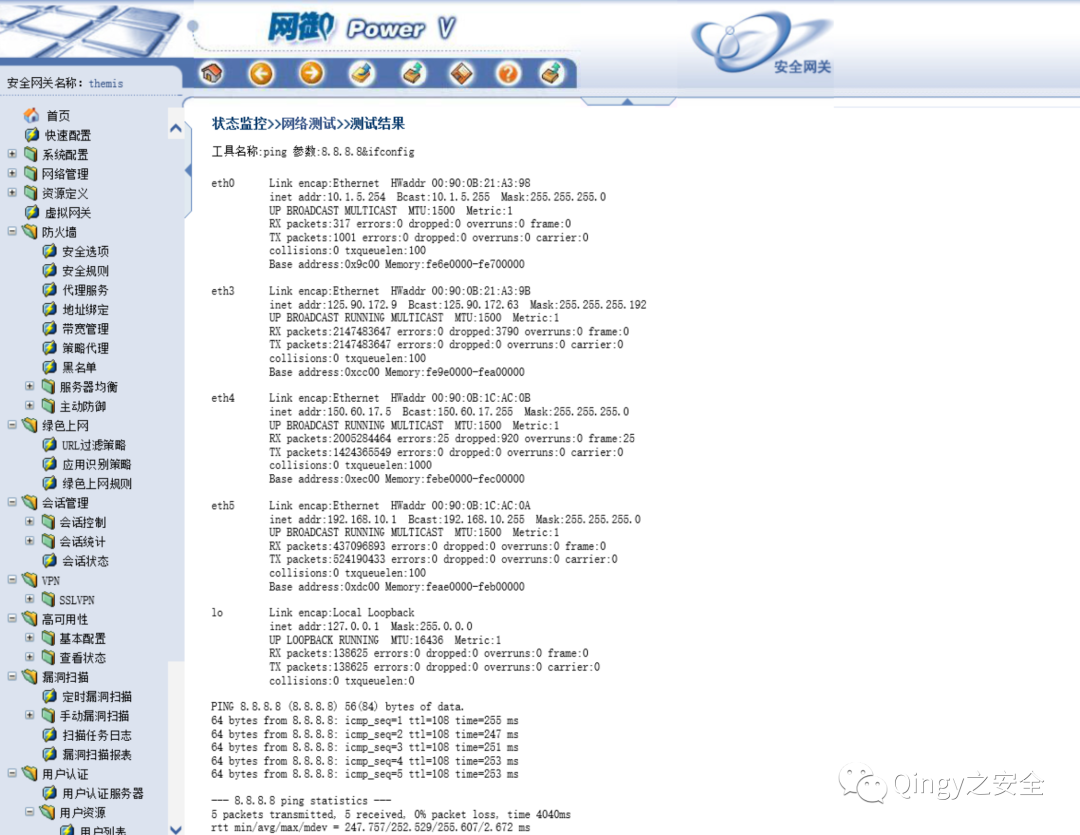 网御 Power V
安全网关
安全网关名称: themis
首页
快速配置
系统配置
网络管理
资源定义
虚拟网关
防火墙
安全选项
安全规则
代理服务
地址绑定
带宽管理
策略代理
黑名单
服务器均衡
主动防御
绿色上网
URL过滤策略
应用识别策略
绿色上网规则
会话管理
会话控制
会话统计
会话状态
VPN
SSLVPN
高可用性
基本配置
查看状态
漏洞扫描
定时漏洞扫描
手动漏洞扫描
扫描任务日志
漏洞扫描报表
用户认证
用户认证服务器
用户资源
用户列表
状态监控>>网络测试>>测试结果
工具名称:ping 参数:8.8.8.8&ifconfig
eth0 Link encap:Ethernet HWaddr 00:90:0B:21:A3:98
inet addr:10.1.5.254 Bcast:10.1.5.255 Mask:255.255.255.0
UP BROADCAST MULTICAST MTU:1500 Metric:1
RX packets:317 errors:0 dropped:0 overruns:0 frame:0
TX packets:1001 errors:0 dropped:0 overruns:0 carrier:0
collisions:0 txqueuelen:100
Base address:0x9c00 Memory:fe6e0000-fe700000
eth3 Link encap:Ethernet HWaddr 00:90:0B:21:A3:9B
inet addr:125.90.172.9 Bcast:125.90.172.63 Mask:255.255.255.192
UP BROADCAST RUNNING MULTICAST MTU:1500 Metric:1
RX packets:2147483647 errors:0 dropped:3790 overruns:0 frame:0
TX packets:2147483647 errors:0 dropped:0 overruns:0 carrier:0
collisions:0 txqueuelen:100
Base address:0xcc00 Memory:fe9e0000-fea00000
eth4 Link encap:Ethernet HWaddr 00:90:0B:1C:AC:0B
inet addr:150.60.17.5 Bcast:150.60.17.255 Mask:255.255.255.0
UP BROADCAST RUNNING MULTICAST MTU:1500 Metric:1
RX packets:2005284464 errors:25 dropped:920 overruns:0 frame:25
TX packets:1424365549 errors:0 dropped:0 overruns:0 carrier:0
collisions:0 txqueuelen:1000
Base address:0xec00 Memory:febe0000-fec00000
eth5 Link encap:Ethernet HWaddr 00:90:0B:1C:AC:0A
inet addr:192.168.10.1 Bcast:192.168.10.255 Mask:255.255.255.0
UP BROADCAST RUNNING MULTICAST MTU:1500 Metric:1
RX packets:437096893 errors:0 dropped:0 overruns:0 frame:0
TX packets:524190433 errors:0 dropped:0 overruns:0 carrier:0
collisions:0 txqueuelen:100
Base address:0xdc00 Memory:feae0000-feb00000
lo Link encap:Local Loopback
inet addr:127.0.0.1 Mask:255.0.0.0
UP LOOPBACK RUNNING MTU:16436 Metric:1
RX packets:138625 errors:0 dropped:0 overruns:0 frame:0
TX packets:138625 errors:0 dropped:0 overruns:0 carrier:0
collisions:0 txqueuelen:0
PING 8.8.8.8 (8.8.8.8) 56(84) bytes of data.
64 bytes from 8.8.8.8: icmp_seq=1 ttl=108 time=255 ms
64 bytes from 8.8.8.8: icmp_seq=2 ttl=108 time=247 ms
64 bytes from 8.8.8.8: icmp_seq=3 ttl=108 time=251 ms
64 bytes from 8.8.8.8: icmp_seq=4 ttl=108 time=253 ms
64 bytes from 8.8.8.8: icmp_seq=5 ttl=108 time=253 ms
--- 8.8.8.8 ping statistics ---
5 packets transmitted, 5 received, 0% packet loss, time 4040ms
rtt min/avg/max/mdev = 247.757/252.529/255.607/2.672 ms
Qingy之安全